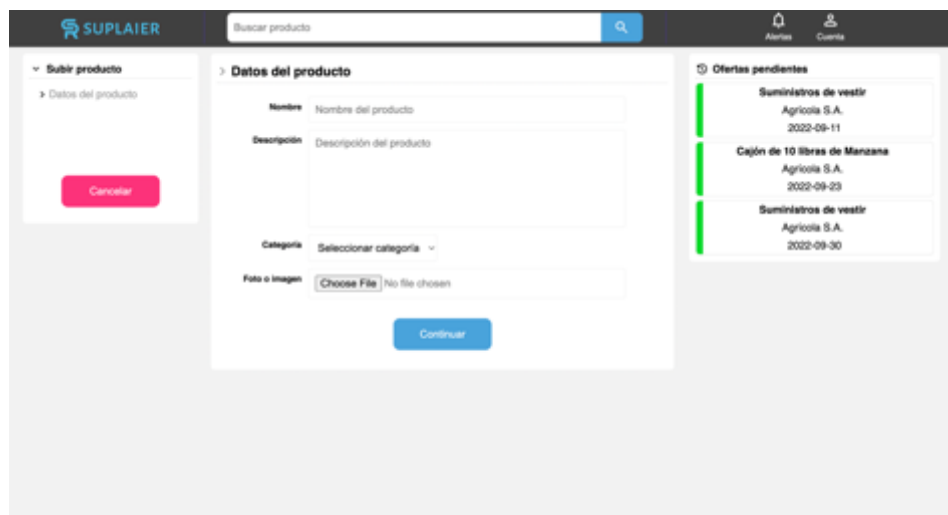 SUPLAIER
Buscar producto
Alertas
Cuenta
Subir producto
Datos del producto
Cancelar
Datos del producto
Nombre
Nombre del producto
Descripción
Descripción del producto
Categoría
Seleccionar categoría
Foto o imagen
Choose File No file chosen
Continuar
Ofertas pendientes
Suministros de vestir
Agrícola S.A.
2022-09-11
Cajón de 10 libras de Manzana
Agrícola S.A.
2022-09-23
Suministros de vestir
Agrícola S.A.
2022-09-30